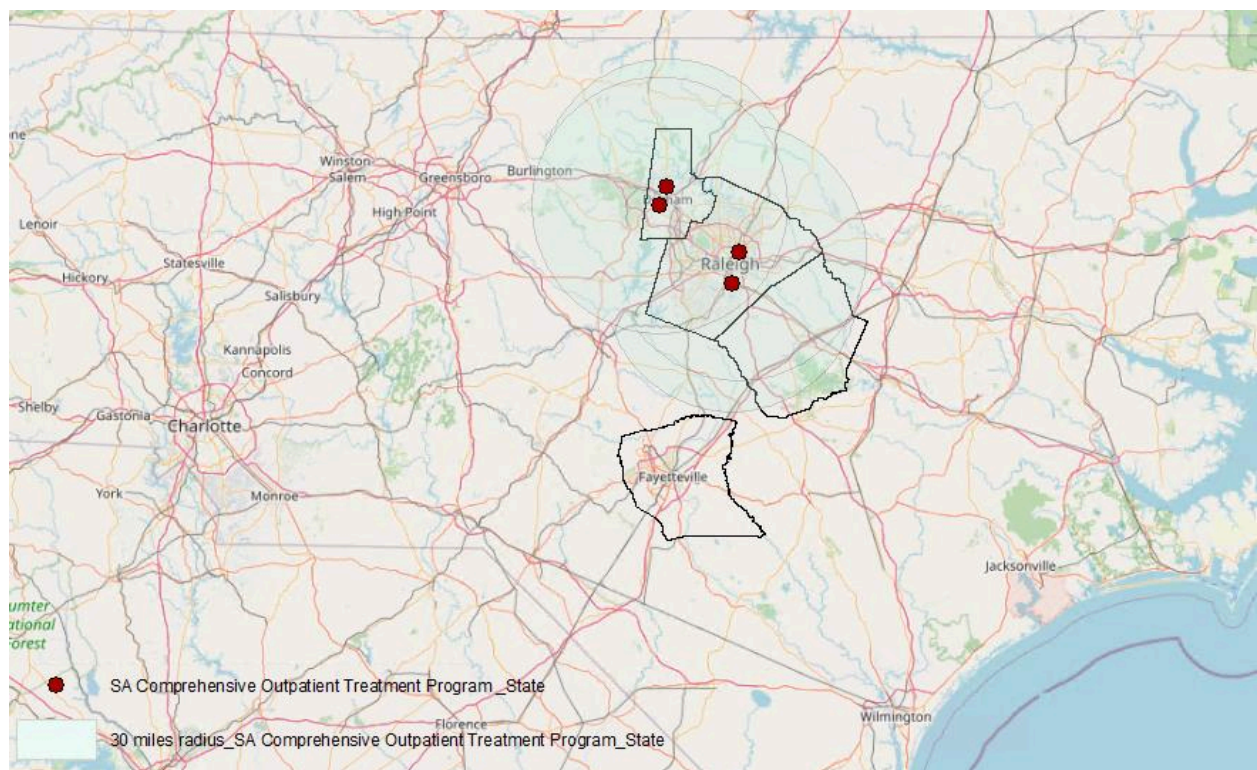 Winston
Salem
Greensboro
Burlington
High Point
Lenoir
Statesville
Hickory
Salisbury
Raleigh
Kannapolis
Concord
Shelby
Gastonia
Charlotte
York
Monroe
Fayetteville
Jacksonville
Forest
SA Comprehensive Outpatient Treatment Program _State
Florence
Wilmington
30 miles radius_SA Comprehensive Outpatient Treatment Program_State